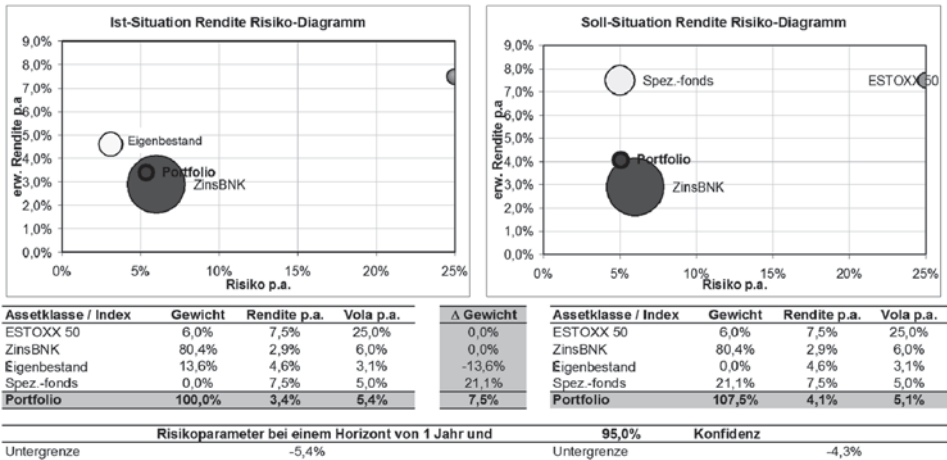 Ist-Situation Rendite Risiko-Diagramm
9,0%
8,0%
7,0%
6,0%
5,0%
4,0%
3,0%
2,0%
1,0%
0,0%
erw. Rendite p.a
Eigenbestand
Portfolio
ZinsBNK
0% 5% 10% 15% 20% 25%
Risiko p.a.
Soll-Situation Rendite Risiko-Diagramm
9,0%
8,0%
7,0%
6,0%
5,0%
4,0%
3,0%
2,0%
1,0%
0,0%
erw. Rendite p.a
Spez.-fonds
ESTOXX 50
Portfolio
ZinsBNK
0% 5% 10% 15% 20% 25%
Risiko p.a.
Assetklasse / Index Gewicht Rendite p.a. Vola p.a. Δ Gewicht Assetklasse / Index Gewicht Rendite p.a. Vola p.a.
ESTOXX 50 6,0% 7,5% 25,0% 0,0% ESTOXX 50 6,0% 7,5% 25,0%
ZinsBNK 80,4% 2,9% 6,0% 0,0% ZinsBNK 80,4% 2,9% 6,0%
Eigenbestand 13,6% 4,6% 3,1% -13,6% Eigenbestand 0,0% 4,6% 3,1%
Spez.-fonds 0,0% 7,5% 5,0% 21,1% Spez.-fonds 21,1% 7,5% 5,0%
Portfolio 100,0% 3,4% 5,4% 7,5% Portfolio 107,5% 4,1% 5,1%
Risikoparameter bei einem Horizont von 1 Jahr und 95,0% Konfidenz
Untergrenze -5,4% Untergrenze -4,3%